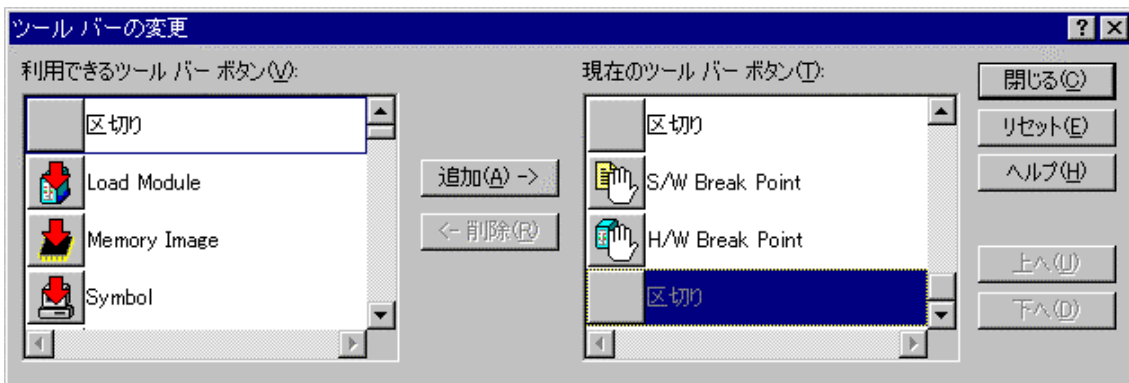 ツール バーの変更
利用できるツール バー ボタン(V):
区切り
Load Module
Memory Image
Symbol
追加(A) ->
<- 削除(R)
現在のツール バー ボタン(T):
区切り
S/W Break Point
H/W Break Point
区切り
閉じる(C)
リセット(E)
ヘルプ(H)
上へ(U)
下へ(D)